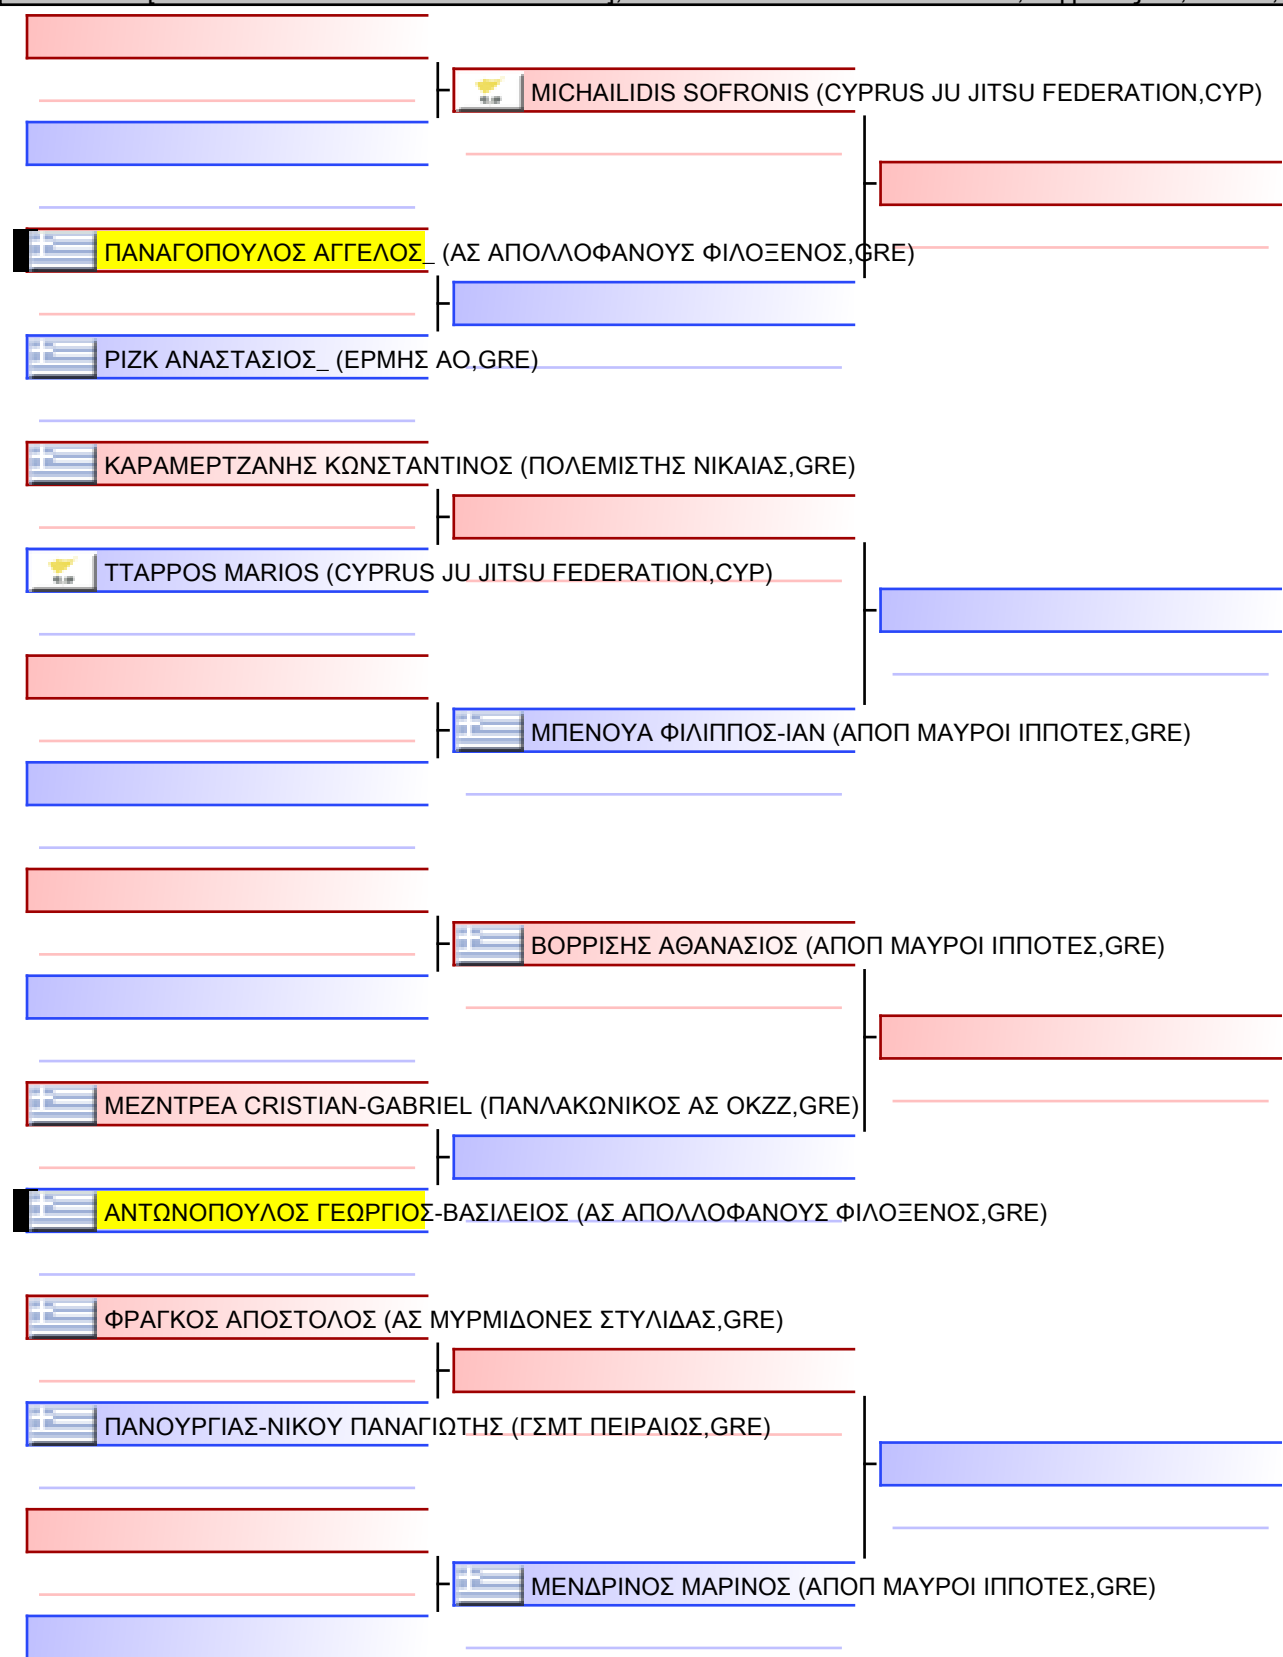 MICHAILIDIS SOFRONIS (CYPRUS JU JITSU FEDERATION,CYP)
ΠΑΝΑΓΟΠΟΥΛΟΣ ΑΓΓΕΛΟΣ_ (ΑΣ ΑΠΟΛΛΟΦΑΝΟΥΣ ΦΙΛΟΞΕΝΟΣ,GRE)
ΡΙΖΚ ΑΝΑΣΤΑΣΙΟΣ_ (ΕΡΜΗΣ ΑΟ,GRE)
ΚΑΡΑΜΕΡΤΖΑΝΗΣ ΚΩΝΣΤΑΝΤΙΝΟΣ (ΠΟΛΕΜΙΣΤΗΣ ΝΙΚΑΙΑΣ,GRE)
TTAPPOS MARIOS (CYPRUS JU JITSU FEDERATION,CYP)
ΜΠΕΝΟΥΑ ΦΙΛΙΠΠΟΣ-ΙΑΝ (ΑΠΟΠ ΜΑΥΡΟΙ ΙΠΠΟΤΕΣ,GRE)
ΒΟΡΡΙΣΗΣ ΑΘΑΝΑΣΙΟΣ (ΑΠΟΠ ΜΑΥΡΟΙ ΙΠΠΟΤΕΣ,GRE)
ΜΕΖΝΤΡΕΑ CRISTIAN-GABRIEL (ΠΑΝΛΑΚΩΝΙΚΟΣ ΑΣ ΟΚΖΖ,GRE)
ΑΝΤΩΝΟΠΟΥΛΟΣ ΓΕΩΡΓΙΟΣ-ΒΑΣΙΛΕΙΟΣ (ΑΣ ΑΠΟΛΛΟΦΑΝΟΥΣ ΦΙΛΟΞΕΝΟΣ,GRE)
ΦΡΑΓΚΟΣ ΑΠΟΣΤΟΛΟΣ (ΑΣ ΜΥΡΜΙΔΟΝΕΣ ΣΤΥΛΙΔΑΣ,GRE)
ΠΑΝΟΥΡΓΙΑΣ-ΝΙΚΟΥ ΠΑΝΑΓΙΩΤΗΣ (ΓΣΜΤ ΠΕΙΡΑΙΩΣ,GRE)
ΜΕΝΔΡΙΝΟΣ ΜΑΡΙΝΟΣ (ΑΠΟΠ ΜΑΥΡΟΙ ΙΠΠΟΤΕΣ,GRE)